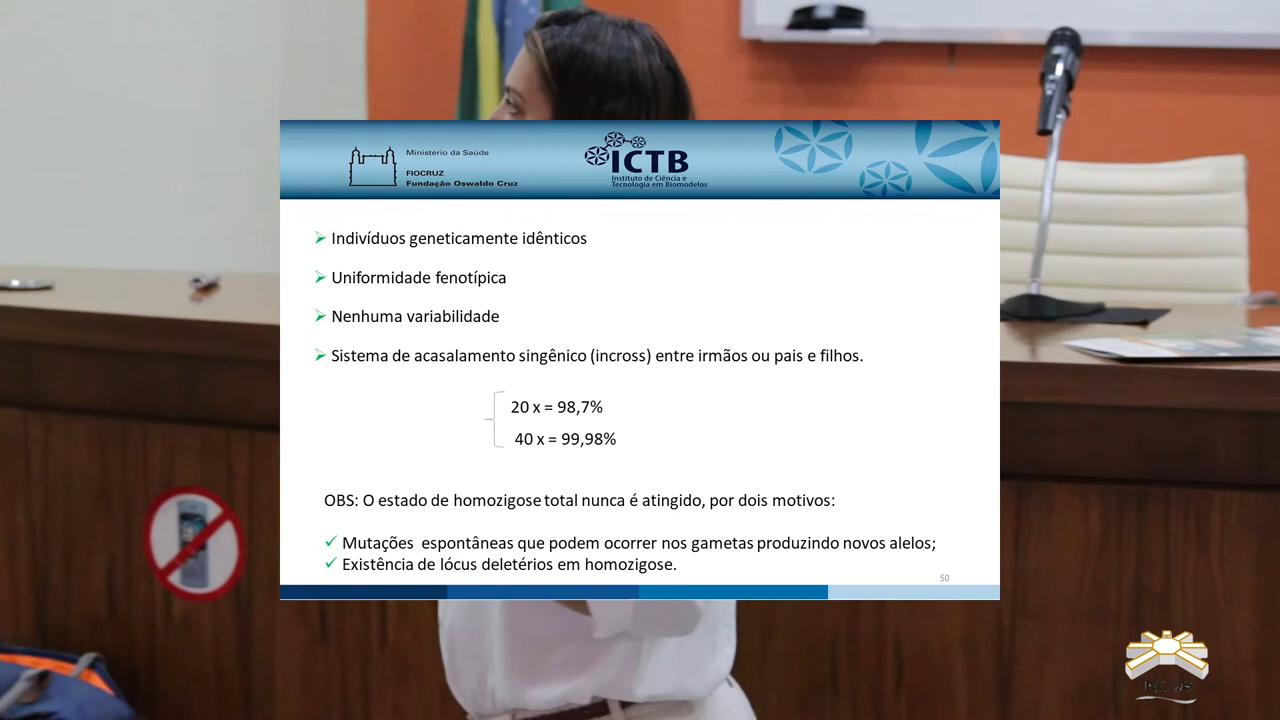 Ministério da Saúde
FIOCRUZ
Fundação Oswaldo Cruz
ICTB
Instituto de Ciência e
Tecnologia em Biomodelos
Indivíduos geneticamente idênticos
Uniformidade fenotípica
Nenhuma variabilidade
Sistema de acasalamento singênico (incross) entre irmãos ou pais e filhos.
20 x = 98,7%
40 x = 99,98%
OBS: O estado de homozigose total nunca é atingido, por dois motivos:
Mutações espontâneas que podem ocorrer nos gametas produzindo novos alelos;
Existência de lócus deletérios em homozigose.
50